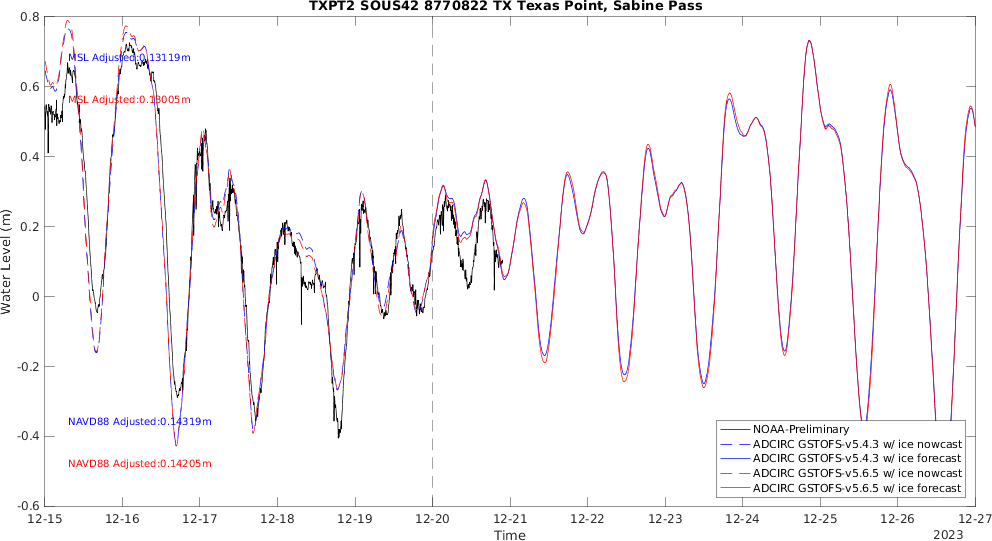 TXPT2 SOUS42 8770822 TX Texas Point, Sabine Pass
Water Level (m)
0.8
0.6
0.4
0.2
0
-0.2
-0.4
-0.6
MSL Adjusted:0.13119m
MSL Adjusted:0.13005m
NAVD88 Adjusted:0.14319m
NAVD88 Adjusted:0.14205m
NOAA-Preliminary
ADCIRC GSTOFS-v5.4.3 w/ ice nowcast
ADCIRC GSTOFS-v5.4.3 w/ ice forecast
ADCIRC GSTOFS-v5.6.5 w/ ice nowcast
ADCIRC GSTOFS-v5.6.5 w/ ice forecast
12-15 12-16 12-17 12-18 12-19 12-20 12-21 12-22 12-23 12-24 12-25 12-26 12-27
2023
Time